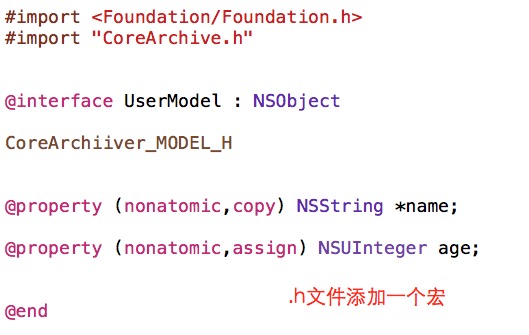 #import <Foundation/Foundation.h>
#import "CoreArchive.h"
@interface UserModel : NSObject
CoreArchiiver_MODEL_H
@property (nonatomic,copy) NSString *name;
@property (nonatomic,assign) NSUInteger age;
.h文件添加一个宏
@end